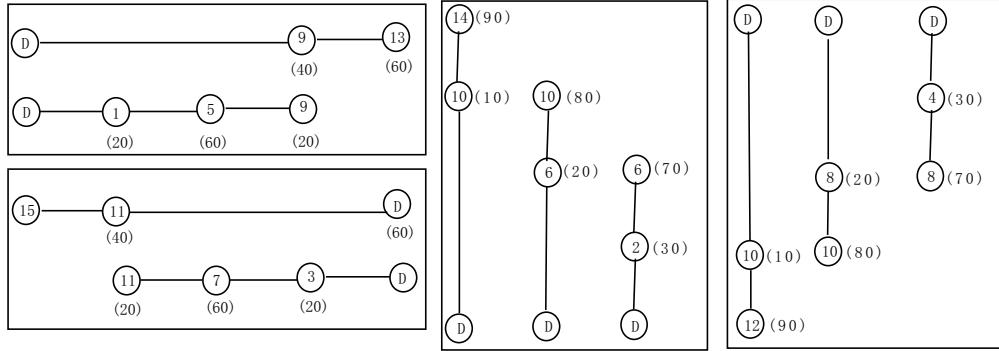 D 9 13
(40) (60)
D 1 5 9
(20) (60) (20)
15 11 D
(40) (60)
11 7 3 D
(20) (60) (20)
14 (90)
10 (10) 10 (80)
6 (20) 6 (70)
2 (30)
D D D
D D D
4 (30)
8 (20) 8 (70)
10 (10) 10 (80)
12 (90)